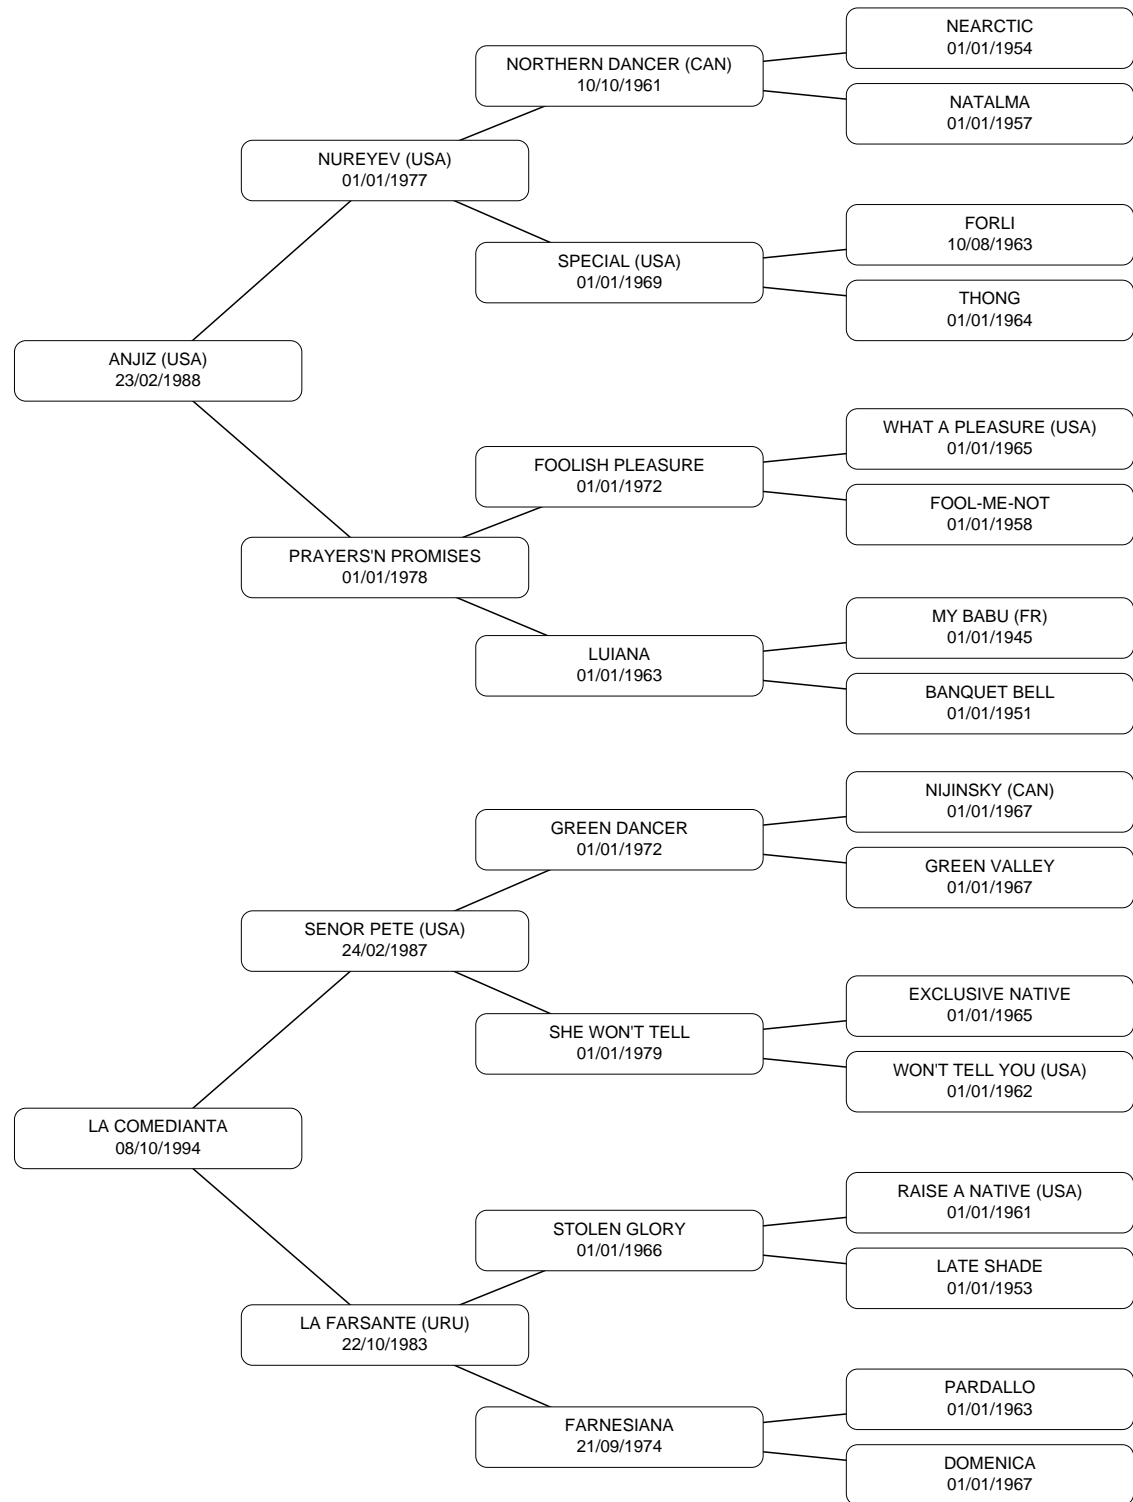 NEARCTIC
01/01/1954
NORTHERN DANCER (CAN)
10/10/1961
NATALMA
01/01/1957
NUREYEV (USA)
01/01/1977
FORLI
10/08/1963
SPECIAL (USA)
01/01/1969
THONG
01/01/1964
ANJIZ (USA)
23/02/1988
WHAT A PLEASURE (USA)
01/01/1965
FOOLISH PLEASURE
01/01/1972
FOOL-ME-NOT
01/01/1958
PRAYERS'N PROMISES
01/01/1978
MY BABU (FR)
01/01/1945
LUIANA
01/01/1963
BANQUET BELL
01/01/1951
NIJINSKY (CAN)
01/01/1967
GREEN DANCER
01/01/1972
GREEN VALLEY
01/01/1967
SENOR PETE (USA)
24/02/1987
EXCLUSIVE NATIVE
01/01/1965
SHE WON'T TELL
01/01/1979
WON'T TELL YOU (USA)
01/01/1962
LA COMEDIANTA
08/10/1994
RAISE A NATIVE (USA)
01/01/1961
STOLEN GLORY
01/01/1966
LATE SHADE
01/01/1953
LA FARSANTE (URU)
22/10/1983
PARDALLO
01/01/1963
FARNESIANA
21/09/1974
DOMENICA
01/01/1967